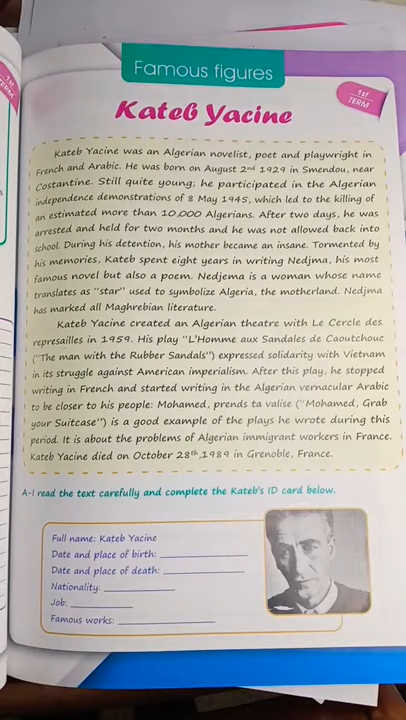 Famous figures
1st
TERM
Kateb Yacine
Kateb Yacine was an Algerian novelist, poet and playwright in
French and Arabic. He was born on August 2nd 1929 in Smendou, near
Costantine. Still quite young; he participated in the Algerian
independence demonstrations of 8 May 1945, which led to the killing of
an estimated more than 10,000 Algerians. After two days, he was
arrested and held for two months and he was not allowed back into
school. During his detention, his mother became an insane. Tormented by
his memories, Kateb spent eight years in writing Nedjma, his most
famous novel but also a poem. Nedjema is a woman whose name
translates as "star" used to symbolize Algeria, the motherland. Nedjma
has marked all Maghrebian literature.
Kateb Yacine created an Algerian theatre with Le Cercle des
represailles in 1959. His play "L'Homme aux Sandales de Caoutchouc
("The man with the Rubber Sandals") expressed solidarity with Vietnam
in its struggle against American imperialism. After this play, he stopped
writing in French and started writing in the Algerian vernacular Arabic
to be closer to his people: Mohamed, prends ta valise ("Mohamed, Grab
your Suitcase") is a good example of the plays he wrote during this
period. It is about the problems of Algerian immigrant workers in France.
Kateb Yacine died on October 28th,1989 in Grenoble, France.
A-I read the text carefully and complete the Kateb's ID card below.
Full name: Kateb Yacine
Date and place of birth:
Date and place of death:
Nationality:
Job:
Famous works:
1st
TERM